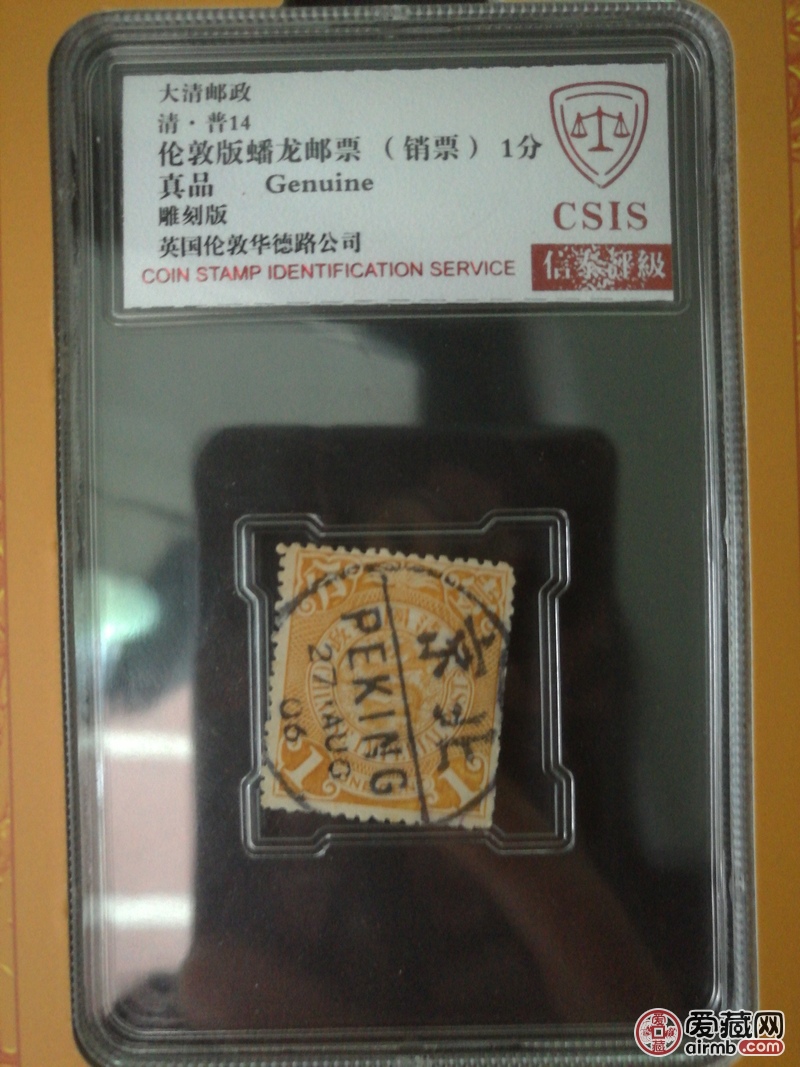 大清邮政
清·普14
伦敦版蟠龙邮票（销票）1分
真品 Genuine
雕刻版
英国伦敦华德路公司
COIN STAMP IDENTIFICATION SERVICE
CSIS
信泰評級
京北
PEKING
27 AUG
06
1
1
爱藏网
airmb.com